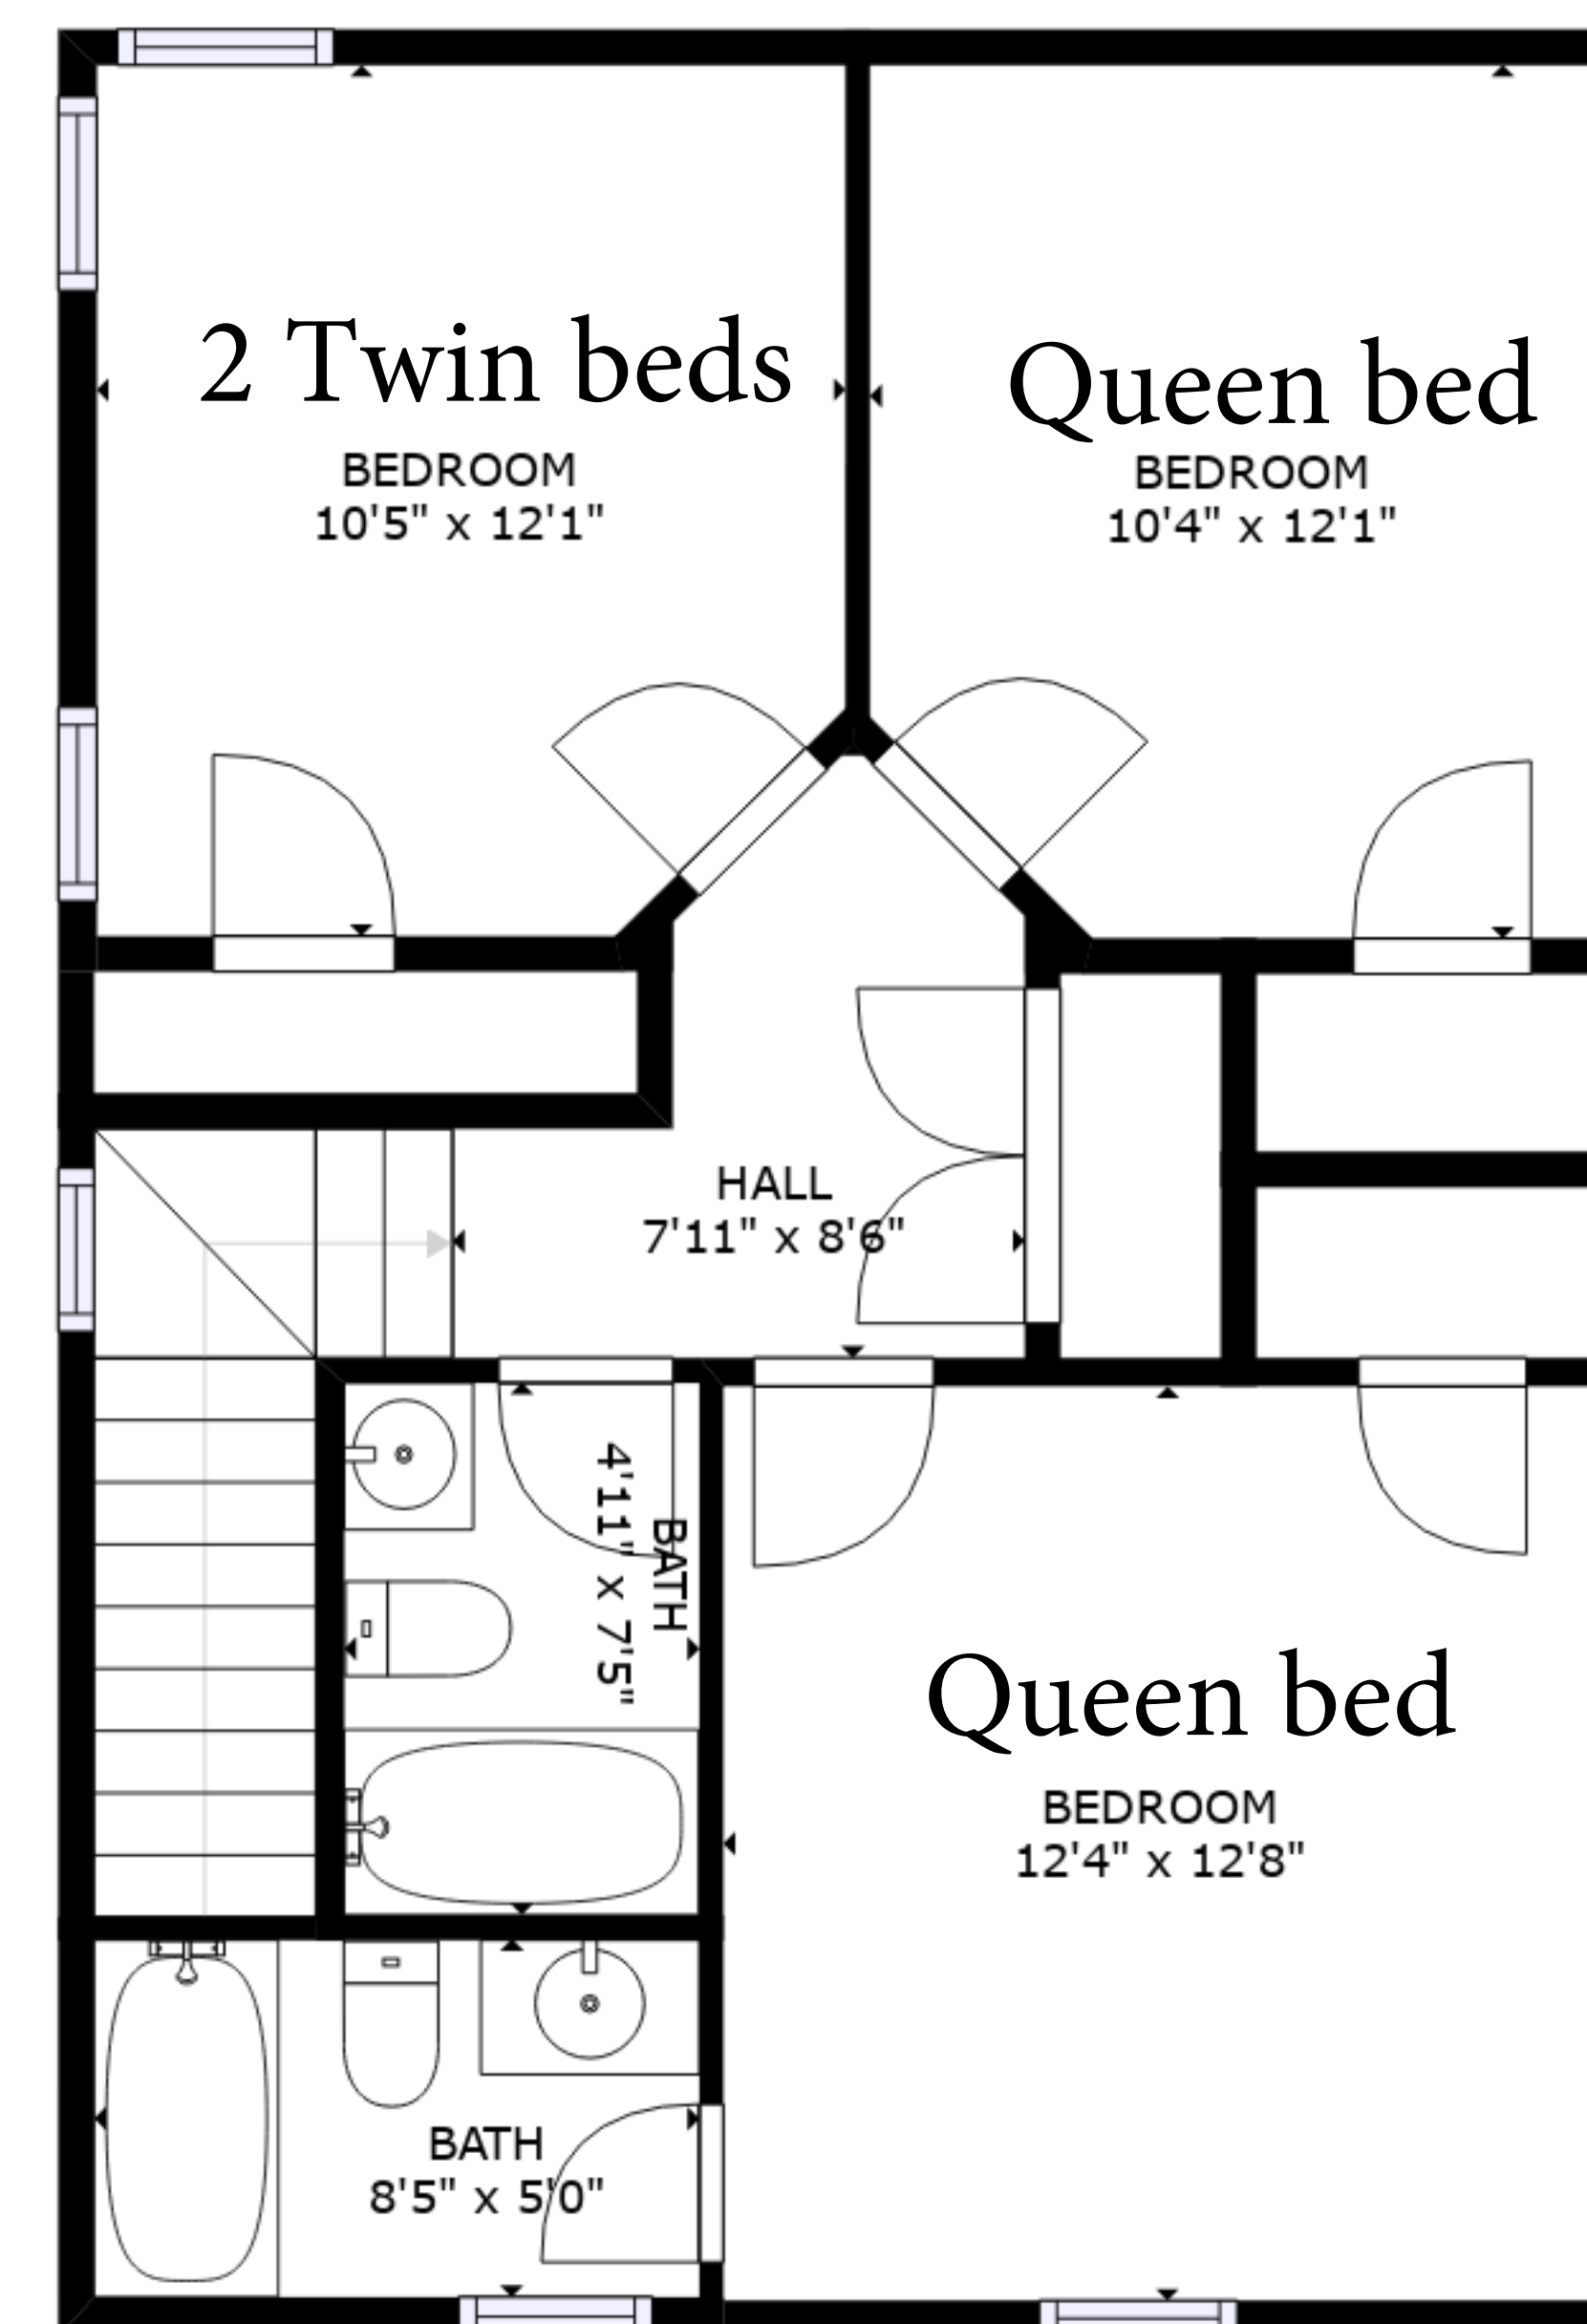 2 Twin beds
BEDROOM
10'5" x 12'1"
Queen bed
BEDROOM
10'4" x 12'1"
HALL
7'11" x 8'6"
BATH
4'11" x 7'5"
Queen bed
BEDROOM
12'4" x 12'8"
BATH
8'5" x 5'0"